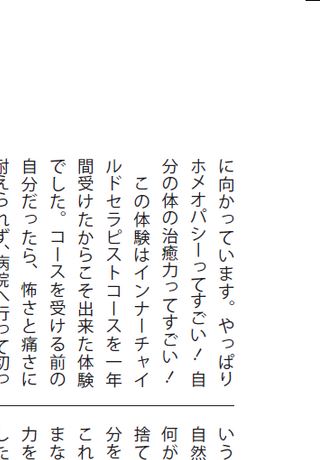 に向かっています。やっぱり
ホメオパシーってすごい！自
分の体の治癒力ってすごい！
この体験はインナーチャイ
ルドセラピストコースを一年
間受けたからこそ出来た体験
でした。コースを受ける前の
自分だったら、怖さと痛さに
耐えられず、病院へ行って切っ
いう
自然
何が
捨て
分を
これ
まな
力を
した